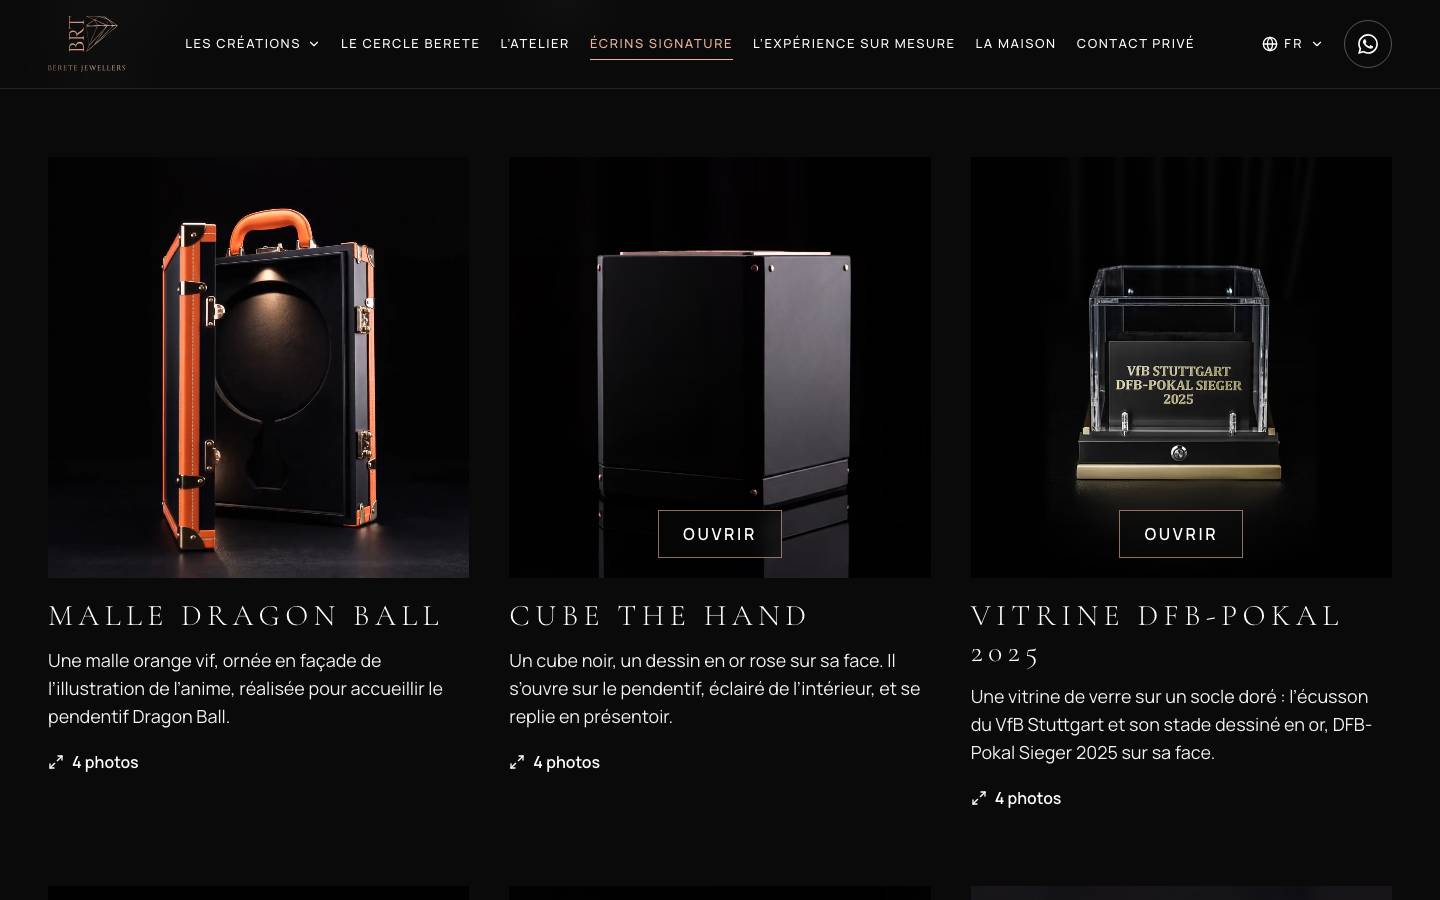 BRT
BERETE JEWELLERS
LES CRÉATIONS
LE CERCLE BERETE
L'ATELIER
ÉCRINS SIGNATURE
L'EXPÉRIENCE SUR MESURE
LA MAISON
CONTACT PRIVÉ
FR
VfB STUTTGART
DFB-POKAL SIEGER
2025
OUVRIR
OUVRIR
MALLE DRAGON BALL
Une malle orange vif, ornée en façade de
l'illustration de l'anime, réalisée pour accueillir le
pendentif Dragon Ball.
4 photos
CUBE THE HAND
Un cube noir, un dessin en or rose sur sa face. Il
s'ouvre sur le pendentif, éclairé de l'intérieur, et se
replie en présentoir.
4 photos
VITRINE DFB-POKAL
2025
Une vitrine de verre sur un socle doré : l'écusson
du VfB Stuttgart et son stade dessiné en or, DFB-
Pokal Sieger 2025 sur sa face.
4 photos